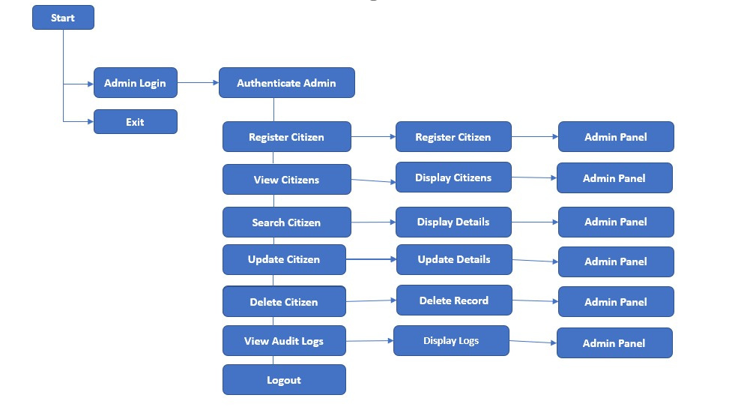 Start
Admin Login
Authenticate Admin
Exit
Register Citizen
Register Citizen
Admin Panel
View Citizens
Display Citizens
Admin Panel
Search Citizen
Display Details
Admin Panel
Update Citizen
Update Details
Admin Panel
Delete Citizen
Delete Record
Admin Panel
View Audit Logs
Display Logs
Admin Panel
Logout